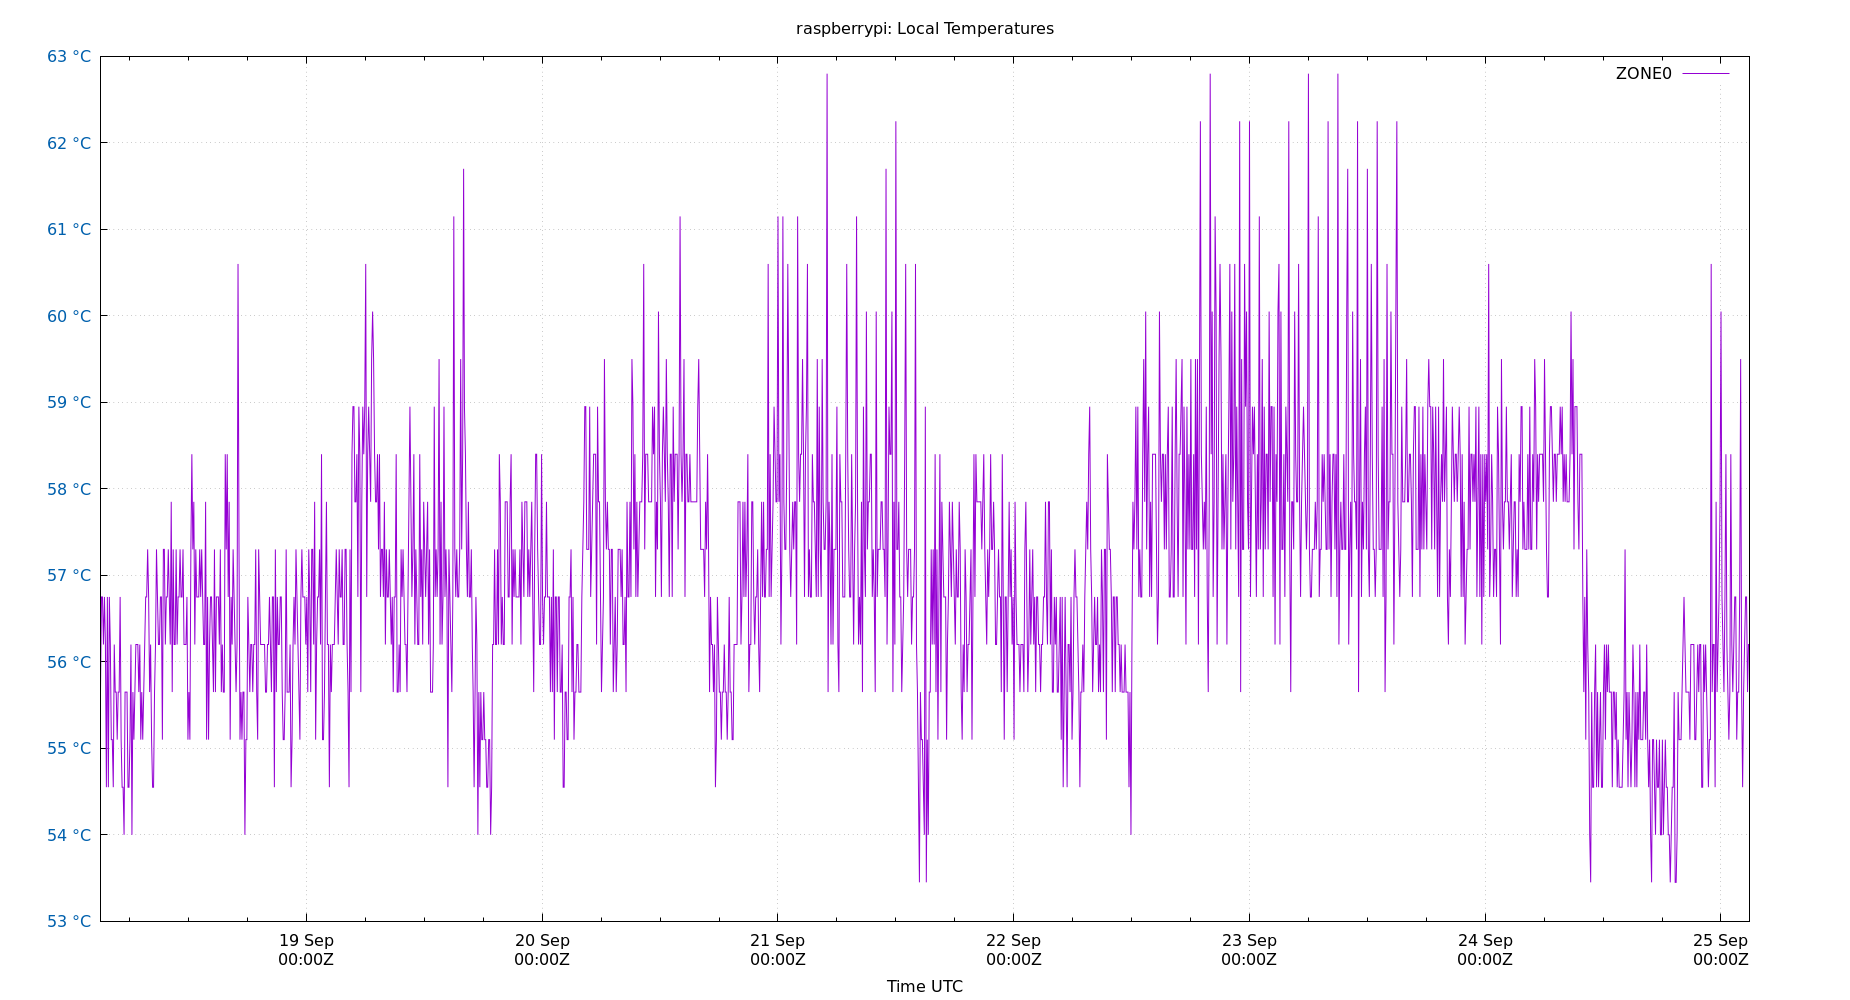 raspberrypi: Local Temperatures
63 °C
62 °C
61 °C
60 °C
59 °C
58 °C
57 °C
56 °C
55 °C
54 °C
53 °C
ZONE0
19 Sep 20 Sep 21 Sep 22 Sep 23 Sep 24 Sep 25 Sep
00:00Z 00:00Z 00:00Z 00:00Z 00:00Z 00:00Z 00:00Z
Time UTC